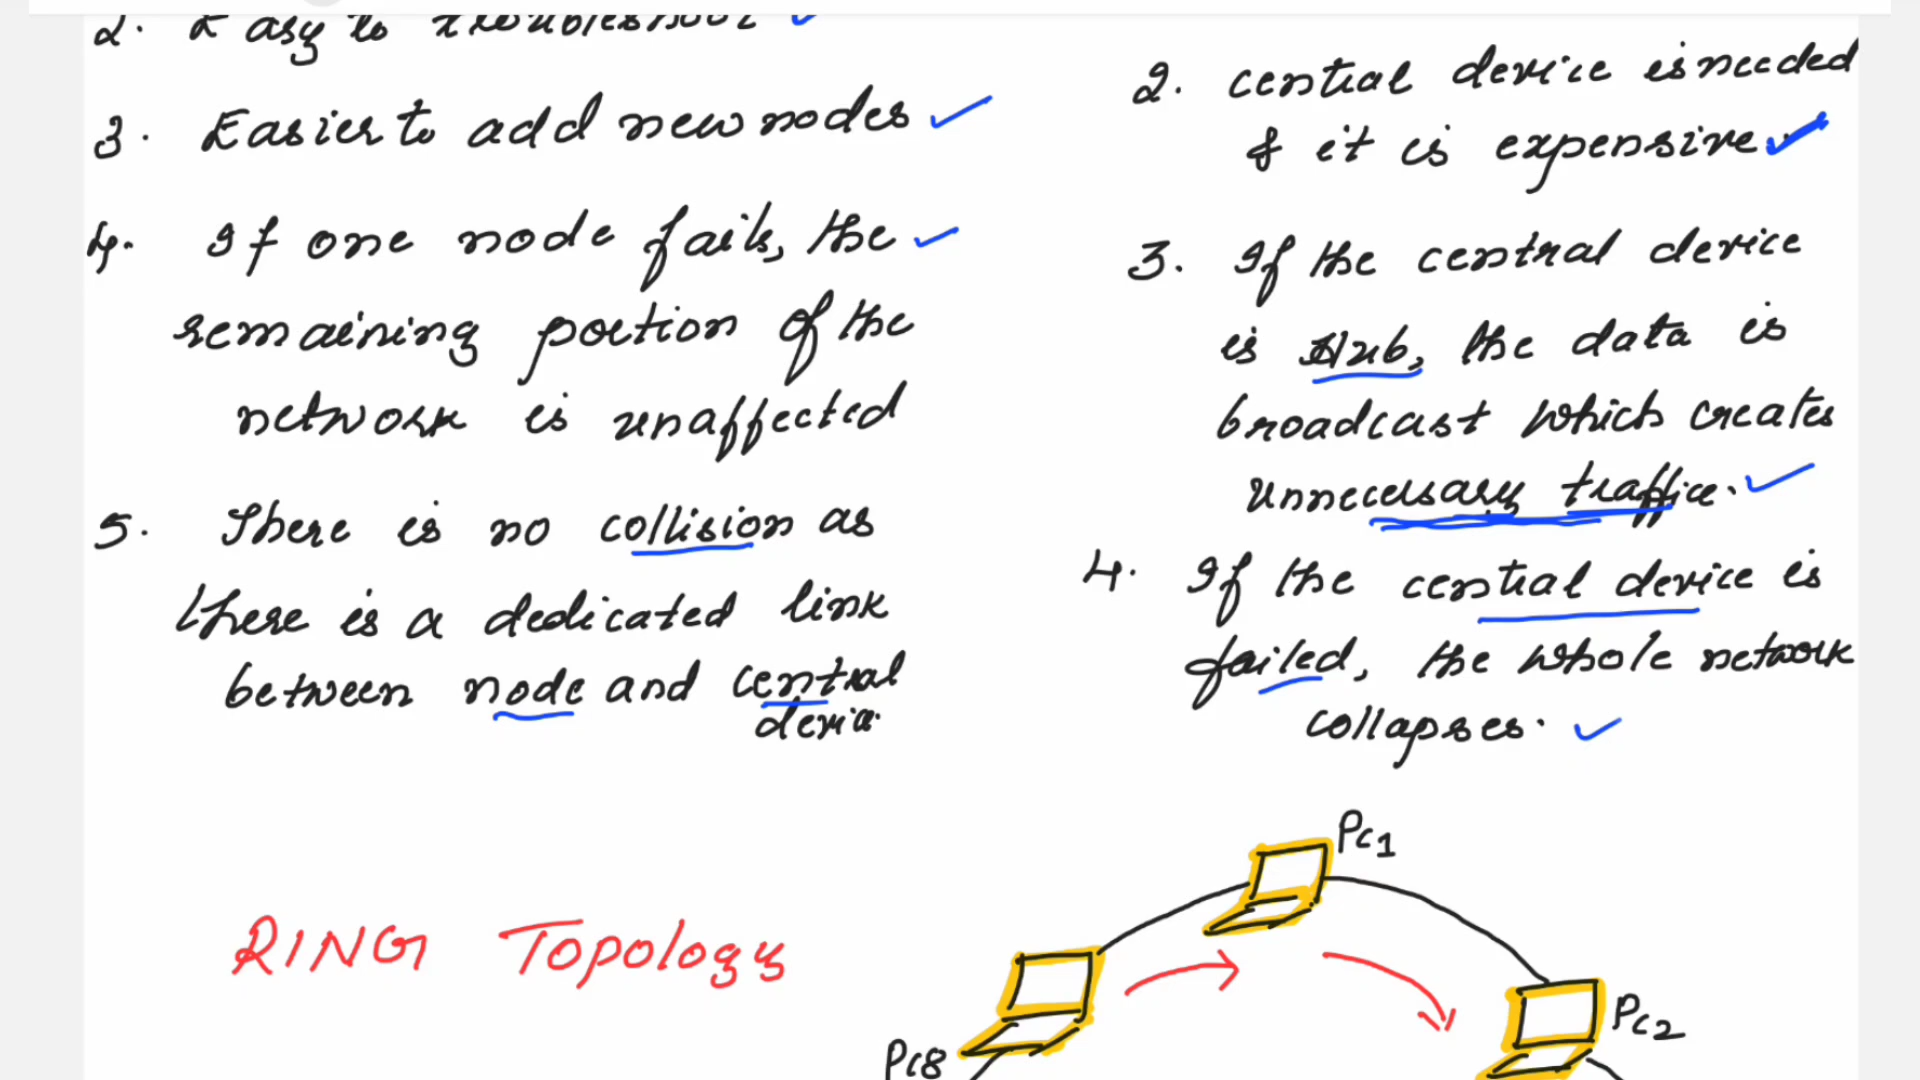 2. Easy to troubleshoot
3. Easier to add new nodes
4. If one node fails, the
remaining portion of the
network is unaffected
5. There is no collision as
there is a dedicated link
between node and central
device.
2. central device is needed
& it is expensive.
3. If the central device
is Hub, the data is
broadcast which creates
unnecessary traffic.
4. If the central device is
failed, the whole network
collapses.
RING Topology
PC1
PC2
PC8